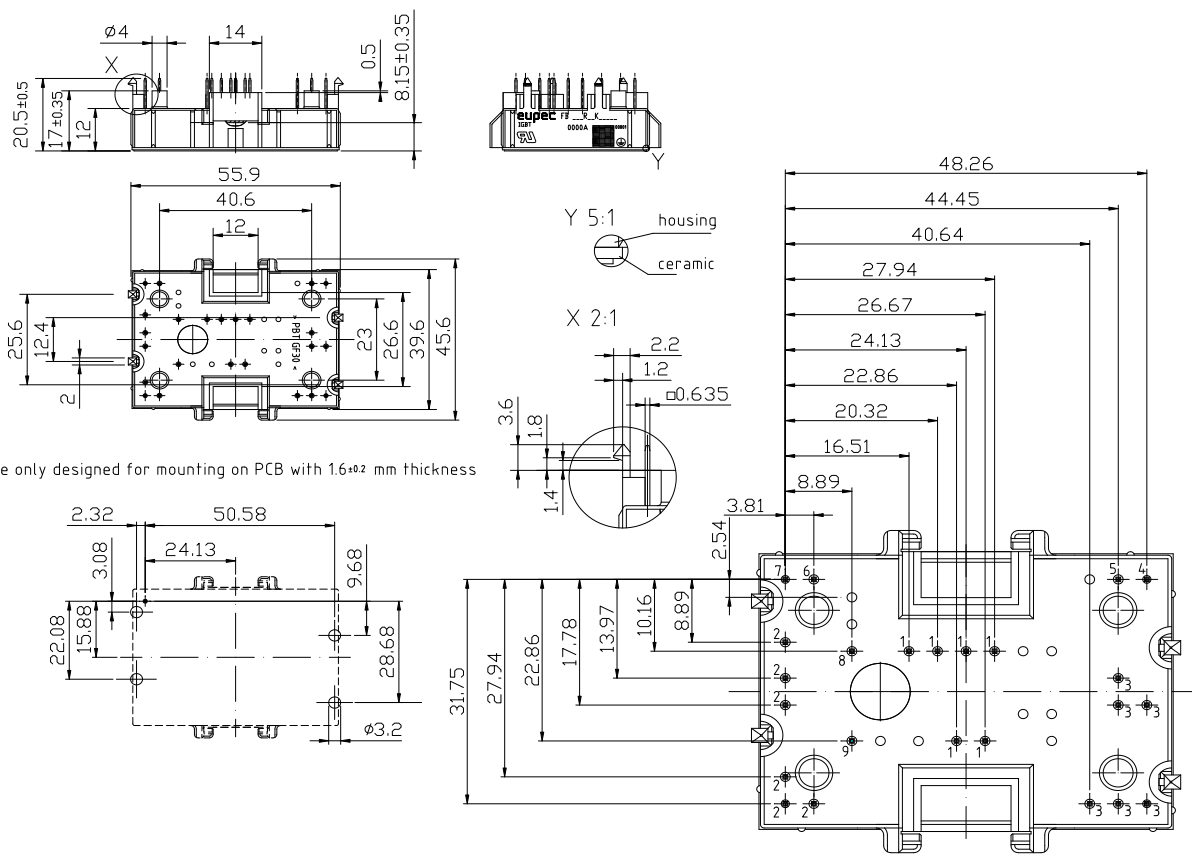 ø4
14
X
0.5
8.15±0.35
20.5±0.5
17±0.35
12
eupec
FB___R__K_____
IGBT
0000A
00001
Y
55.9
40.6
12
25.6
12.4
2
> PBT GF30 <
23
26.6
39.6
45.6
Y 5:1
housing
ceramic
X 2:1
2.2
1.2
□0.635
3.6
1.8
1.4
e only designed for mounting on PCB with 1.6±0.2 mm thickness
2.32
50.58
24.13
3.08
9.68
22.08
15.88
28.68
ø3.2
48.26
44.45
40.64
27.94
26.67
24.13
22.86
20.32
16.51
8.89
3.81
2.54
31.75
27.94
22.86
17.78
13.97
10.16
8.89
7 6 5 4
2
8 1 1 1 1
2 3
2 3 3
9 1 1
2
2 2 3 3 3